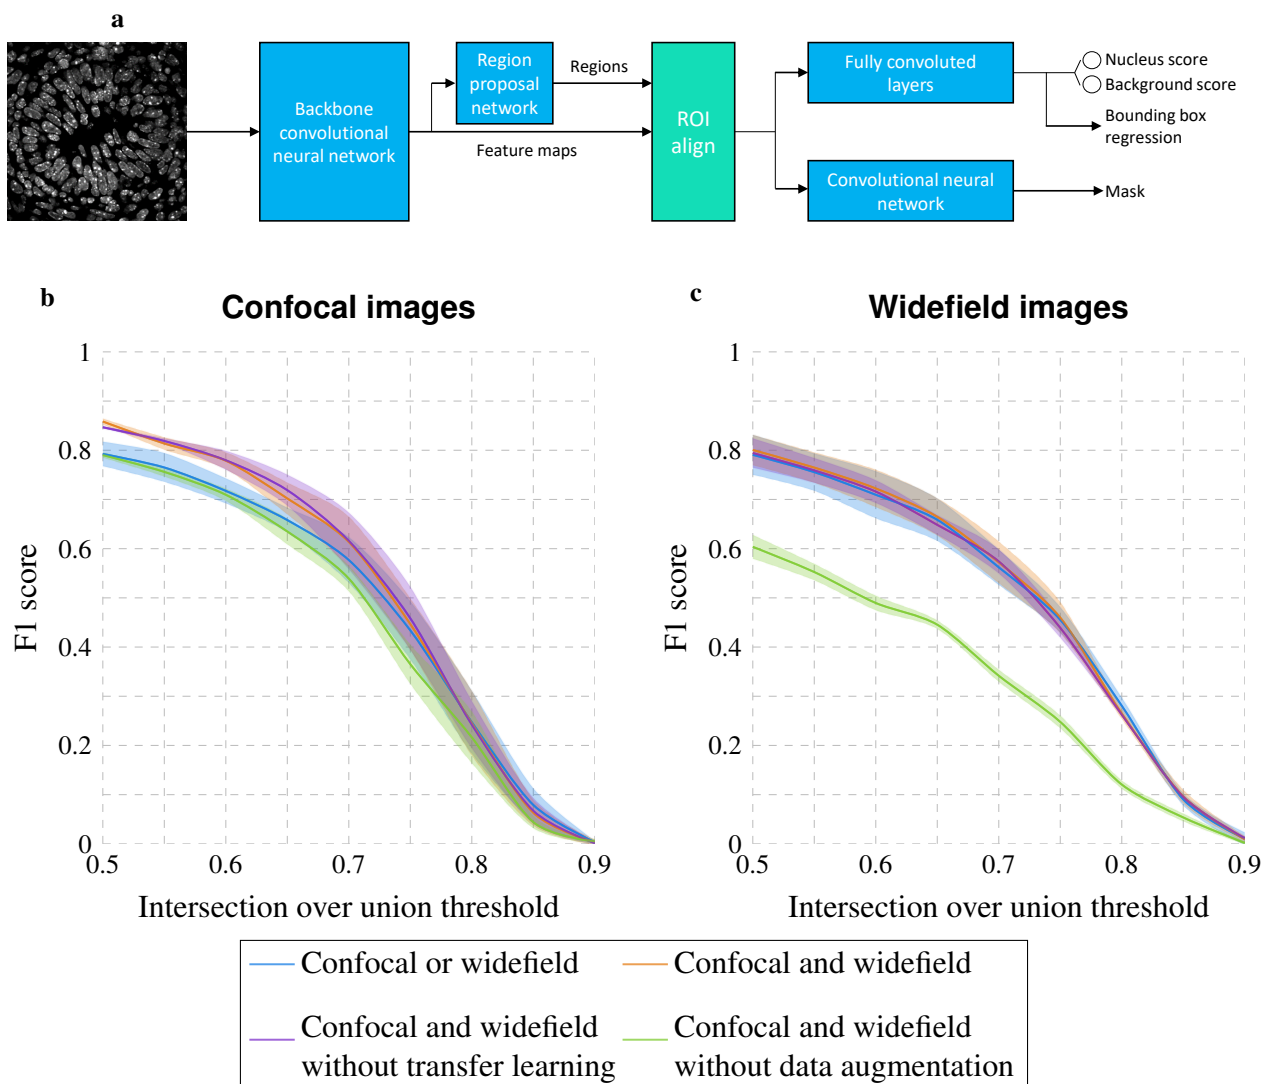 a
Backbone
convolutional
neural network
Region
proposal
network
Regions
Feature maps
ROI
align
Fully convoluted
layers
Nucleus score
Background score
Bounding box
regression
Convolutional neural
network
Mask
b
Confocal images
1
0.8
0.6
0.4
0.2
0
F1 score
0.5
0.6
0.7
0.8
0.9
Intersection over union threshold
c
Widefield images
1
0.8
0.6
0.4
0.2
0
F1 score
0.5
0.6
0.7
0.8
0.9
Intersection over union threshold
Confocal or widefield
Confocal and widefield
Confocal and widefield
without transfer learning
Confocal and widefield
without data augmentation